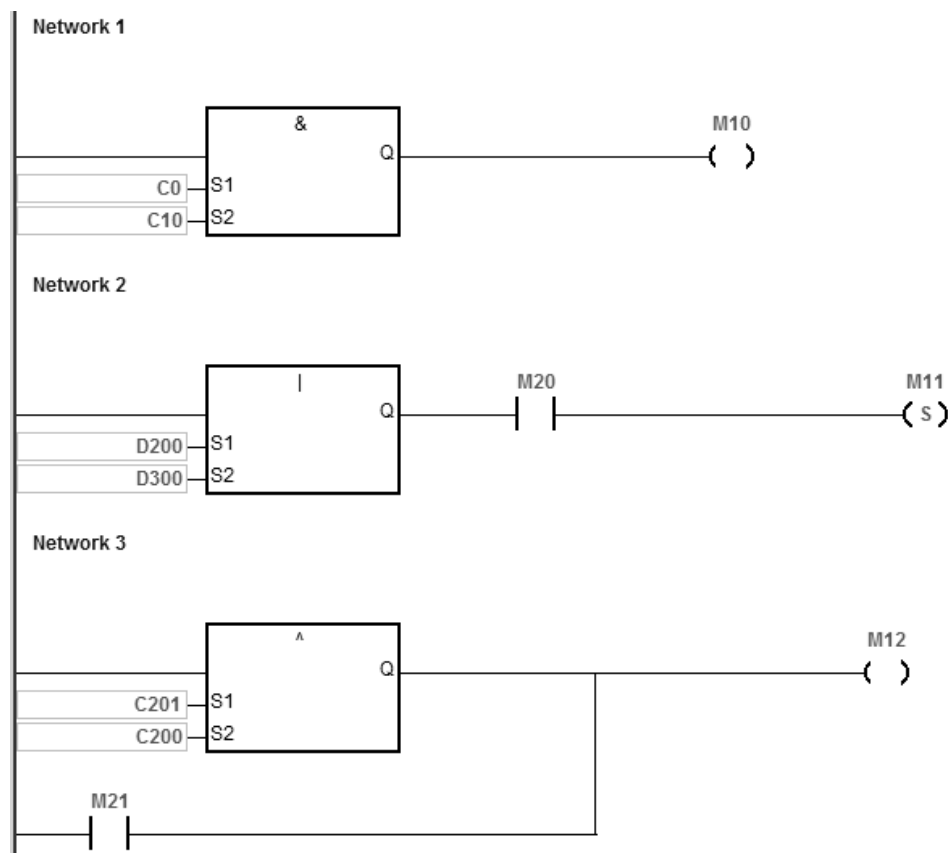 Network 1
&
M10
Q
C0
S1
C10
S2
Network 2
|
M20
M11
Q
( S )
D200
S1
D300
S2
Network 3
^
M12
Q
C201
S1
C200
S2
M21